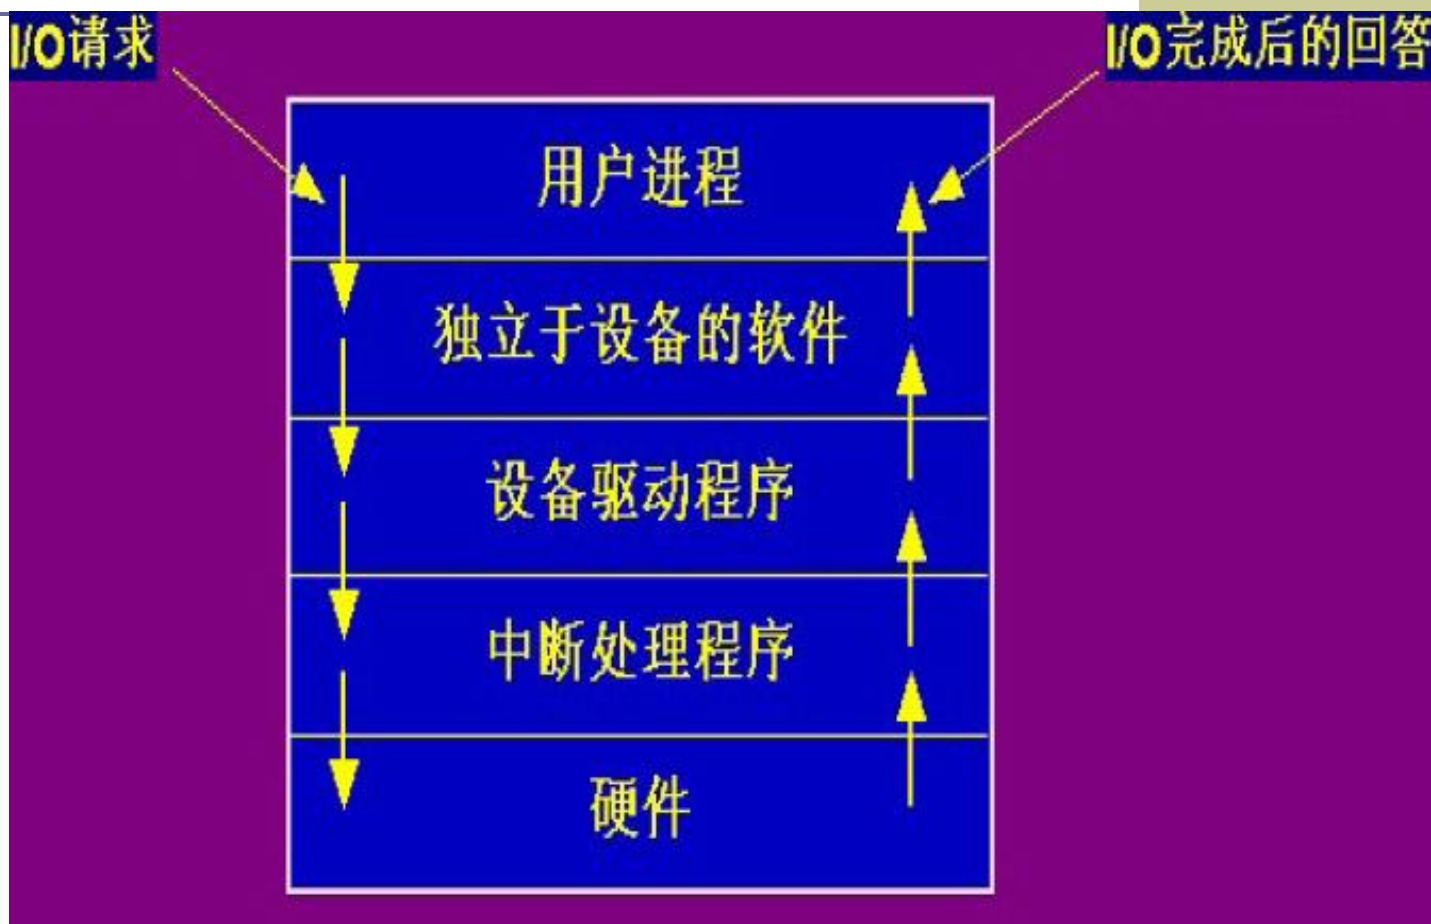 I/O请求
I/O完成后的回答
用户进程
独立于设备的软件
设备驱动程序
中断处理程序
硬件